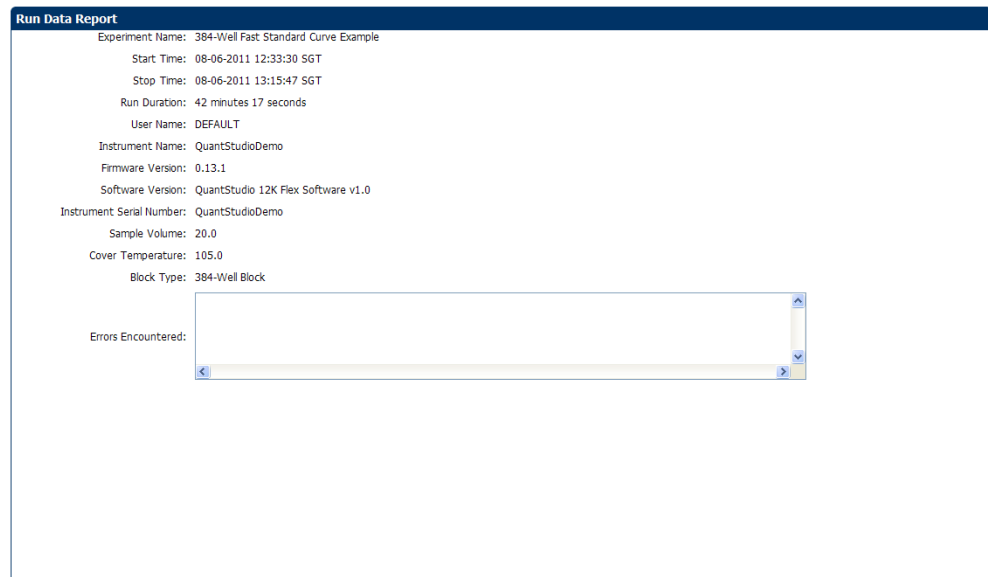 Run Data Report
Experiment Name: 384-Well Fast Standard Curve Example
Start Time: 08-06-2011 12:33:30 SGT
Stop Time: 08-06-2011 13:15:47 SGT
Run Duration: 42 minutes 17 seconds
User Name: DEFAULT
Instrument Name: QuantStudioDemo
Firmware Version: 0.13.1
Software Version: QuantStudio 12K Flex Software v1.0
Instrument Serial Number: QuantStudioDemo
Sample Volume: 20.0
Cover Temperature: 105.0
Block Type: 384-Well Block
Errors Encountered: